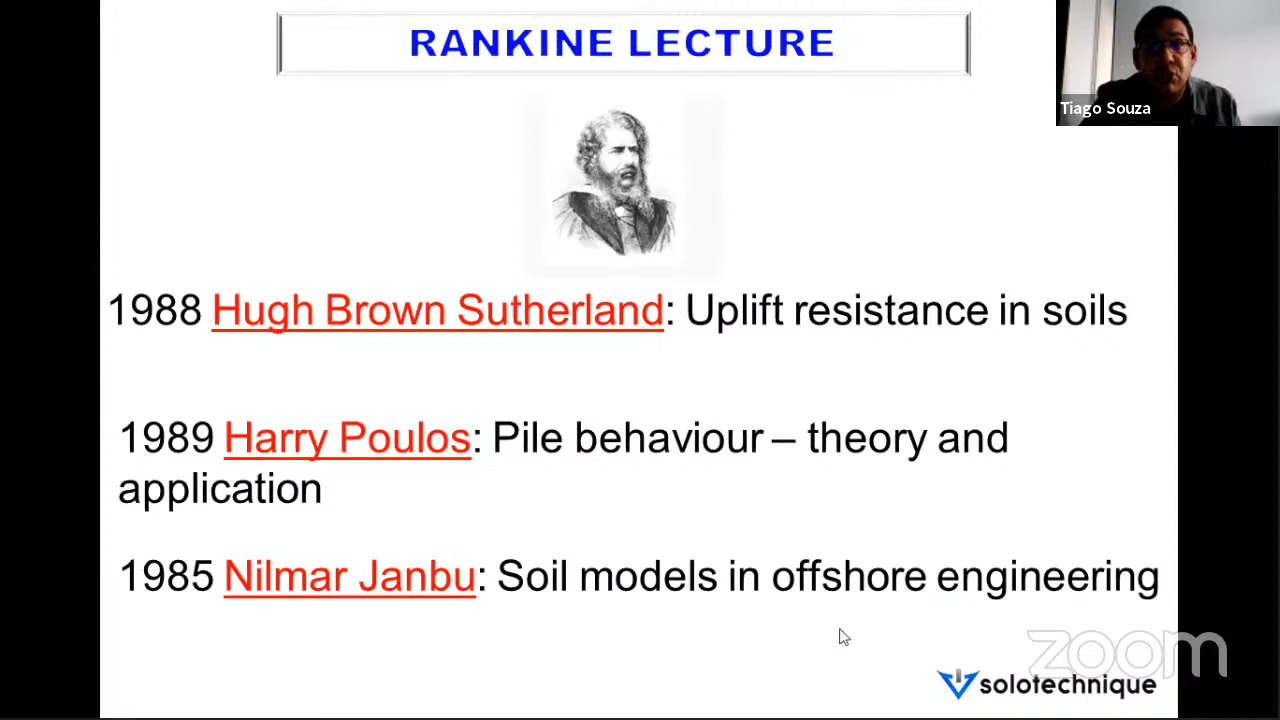 RANKINE LECTURE
Tiago Souza
1988 Hugh Brown Sutherland: Uplift resistance in soils
1989 Harry Poulos: Pile behaviour – theory and
application
1985 Nilmar Janbu: Soil models in offshore engineering
zoom
solotechnique